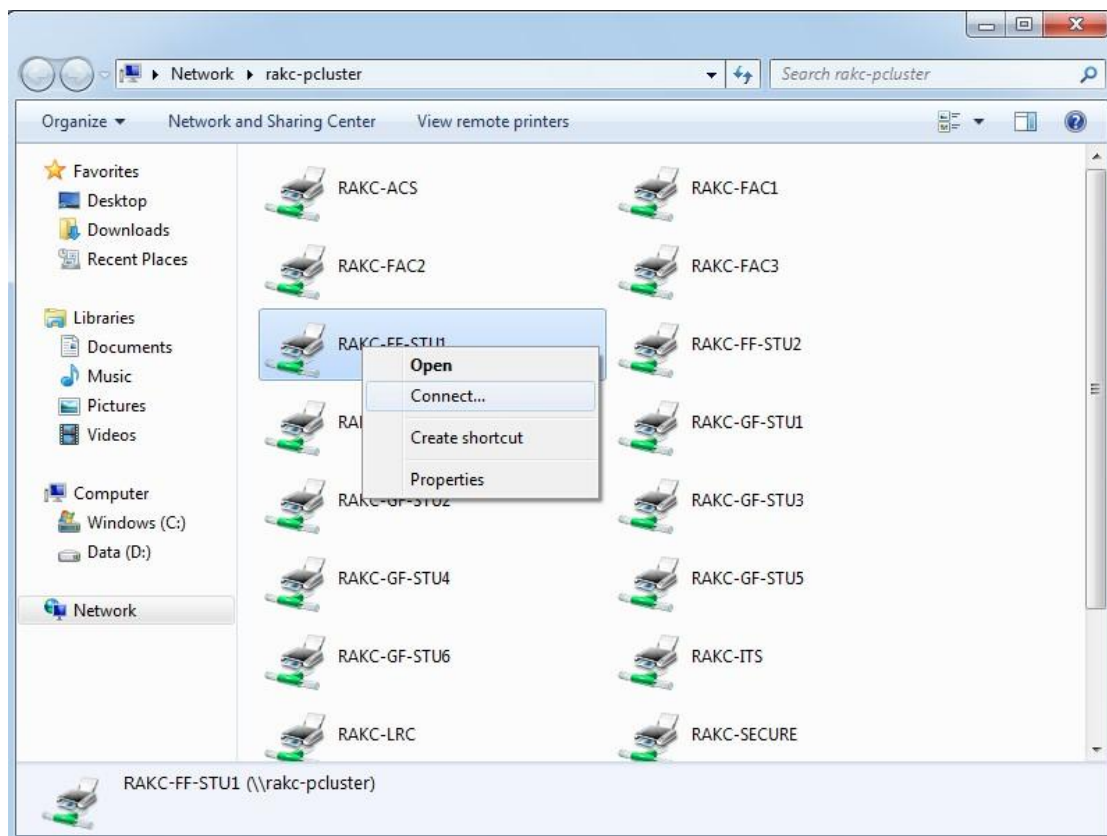 Network ▸ rakc-pcluster
Search rakc-pcluster
Organize
Network and Sharing Center
View remote printers
Favorites
Desktop
Downloads
Recent Places
Libraries
Documents
Music
Pictures
Videos
Computer
Windows (C:)
Data (D:)
Network
RAKC-ACS
RAKC-FAC1
RAKC-FAC2
RAKC-FAC3
RAKC-FF-STU1
RAKC-FF-STU2
Open
Connect...
Create shortcut
Properties
RAKC-GF-STU1
RAKC-GF-STU2
RAKC-GF-STU3
RAKC-GF-STU4
RAKC-GF-STU5
RAKC-GF-STU6
RAKC-ITS
RAKC-LRC
RAKC-SECURE
RAKC-FF-STU1 (\\rakc-pcluster)